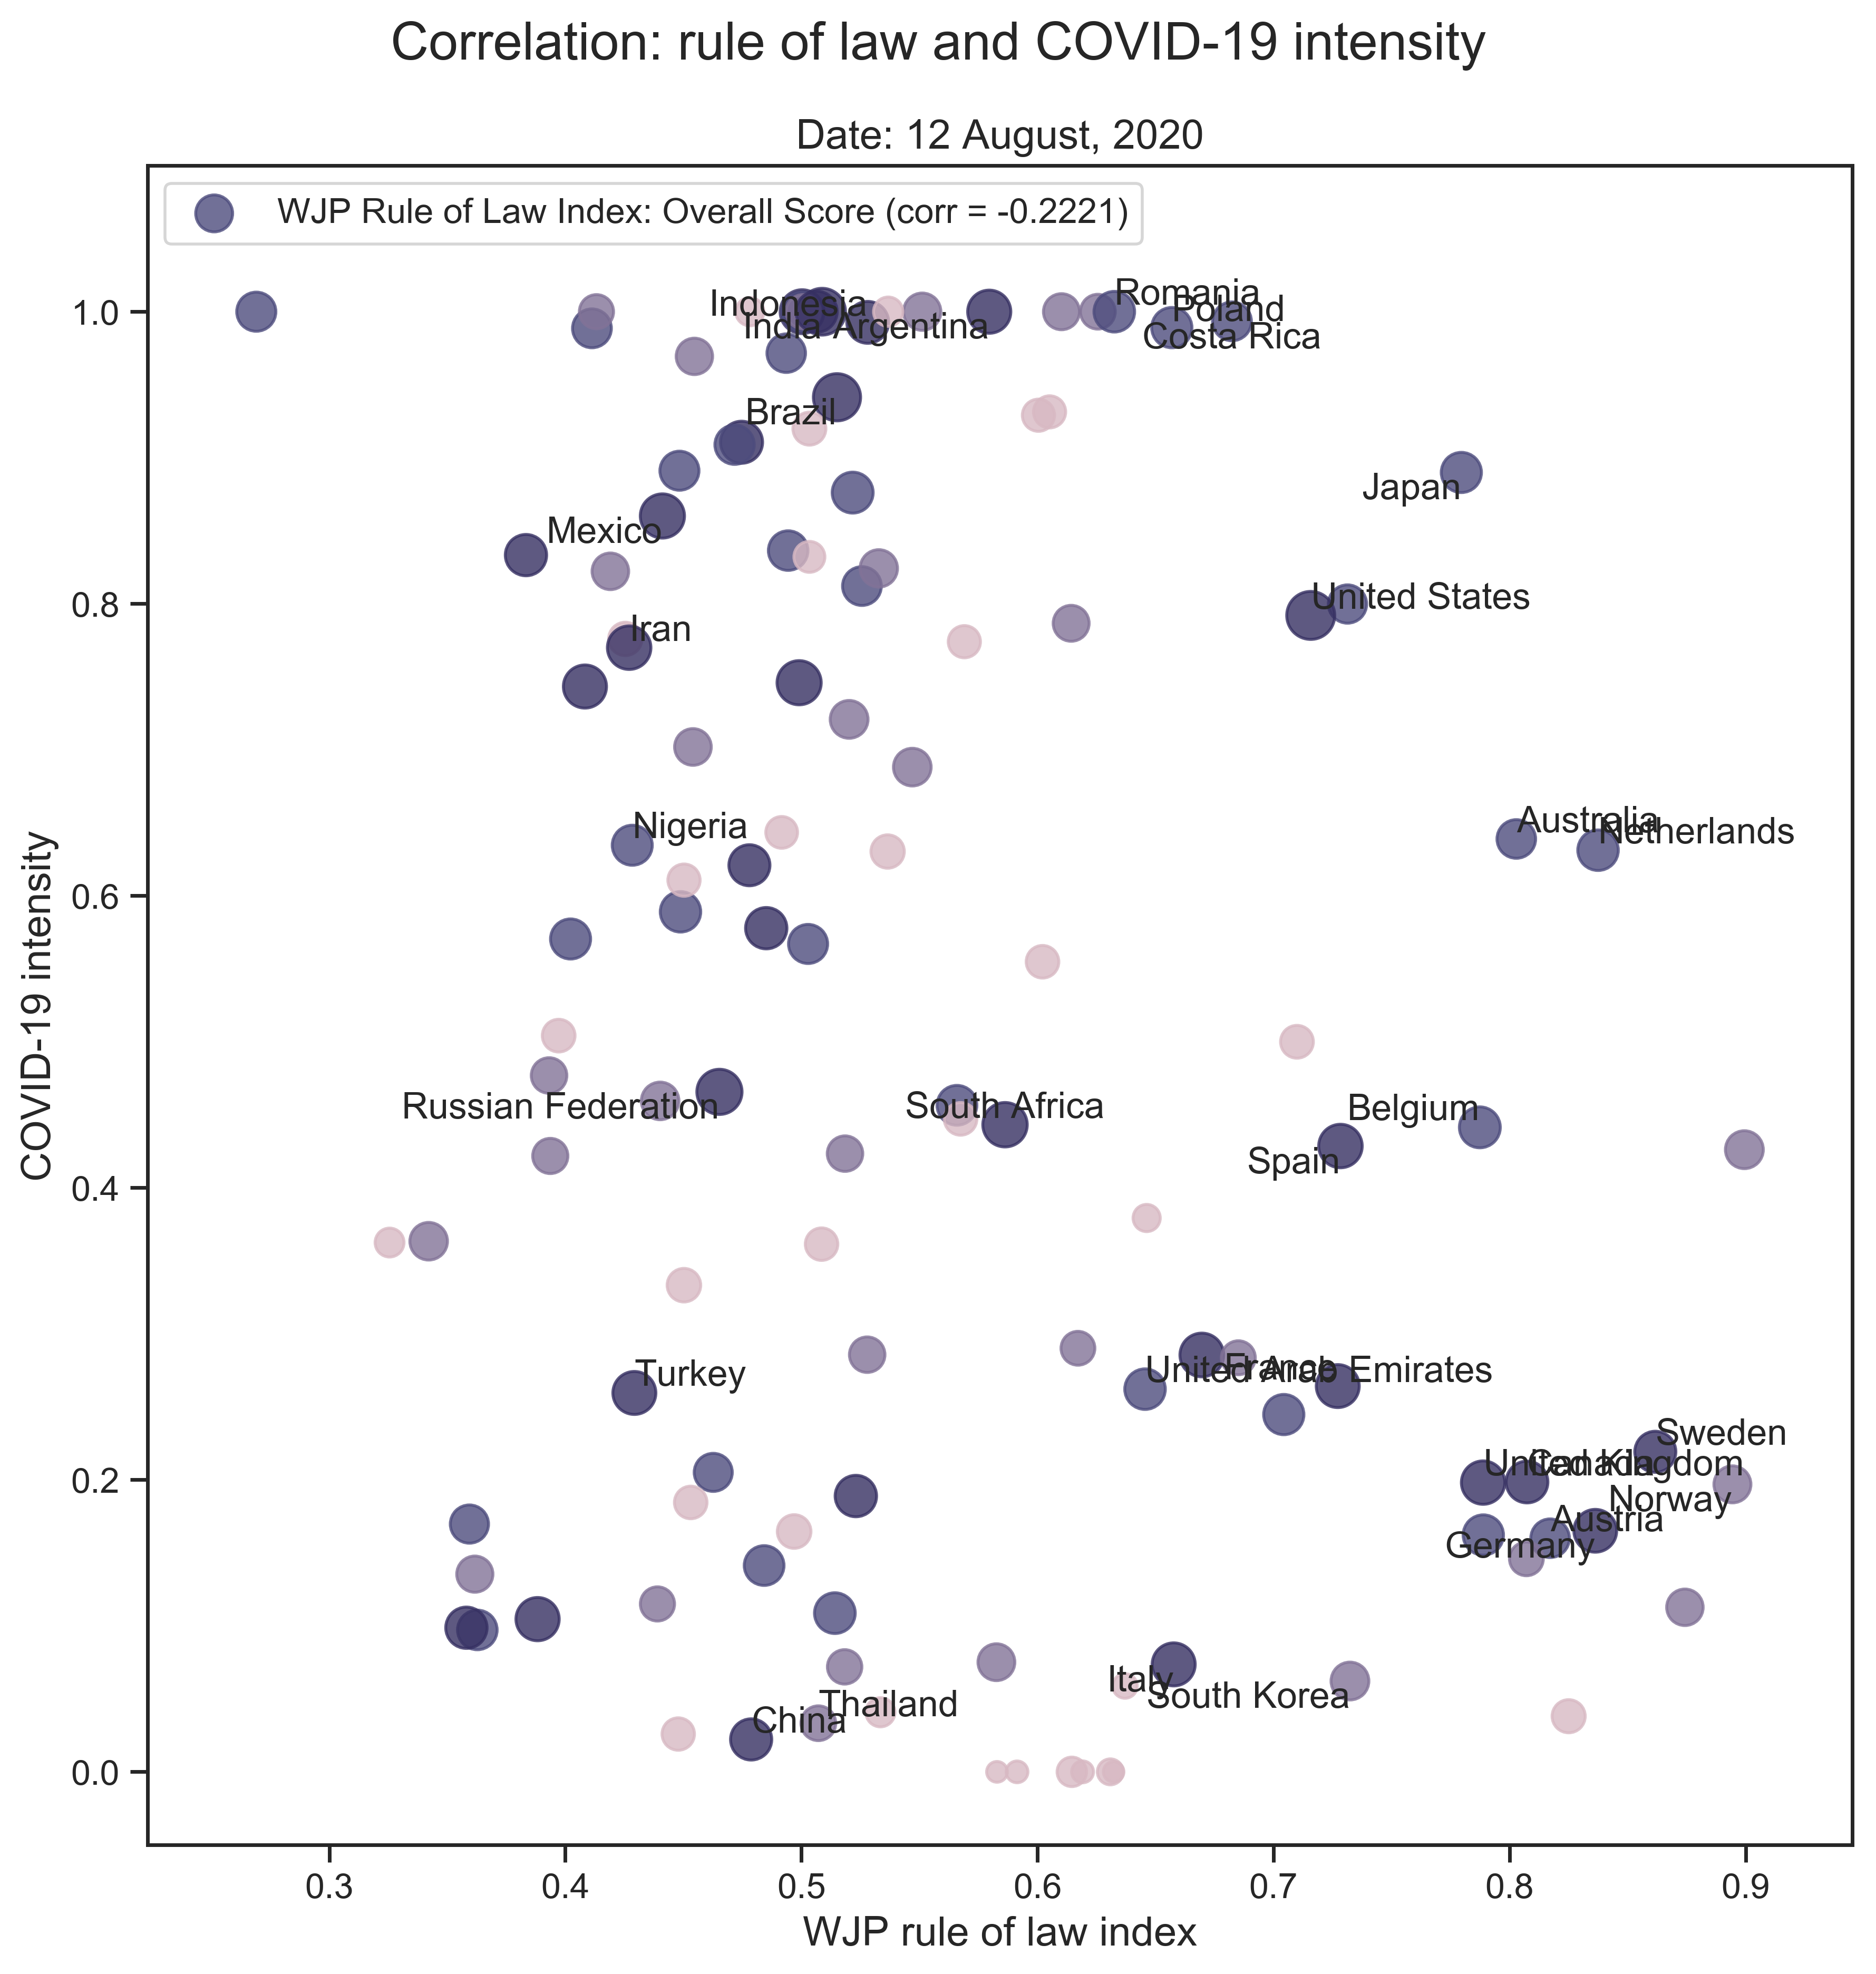 Correlation: rule of law and COVID-19 intensity
Date: 12 August, 2020
WJP Rule of Law Index: Overall Score (corr = -0.2221)
1.0
0.8
0.6
0.4
0.2
0.0
COVID-19 intensity
Romania
Indonesia
Poland
India
Argentina
Costa Rica
Brazil
Japan
Mexico
United States
Iran
Nigeria
Australia
Netherlands
Russian Federation
South Africa
Belgium
Spain
Turkey
United Arab Emirates
France
Sweden
United Kingdom
Canada
Norway
Austria
Germany
Italy
South Korea
Thailand
China
0.3
0.4
0.5
0.6
0.7
0.8
0.9
WJP rule of law index